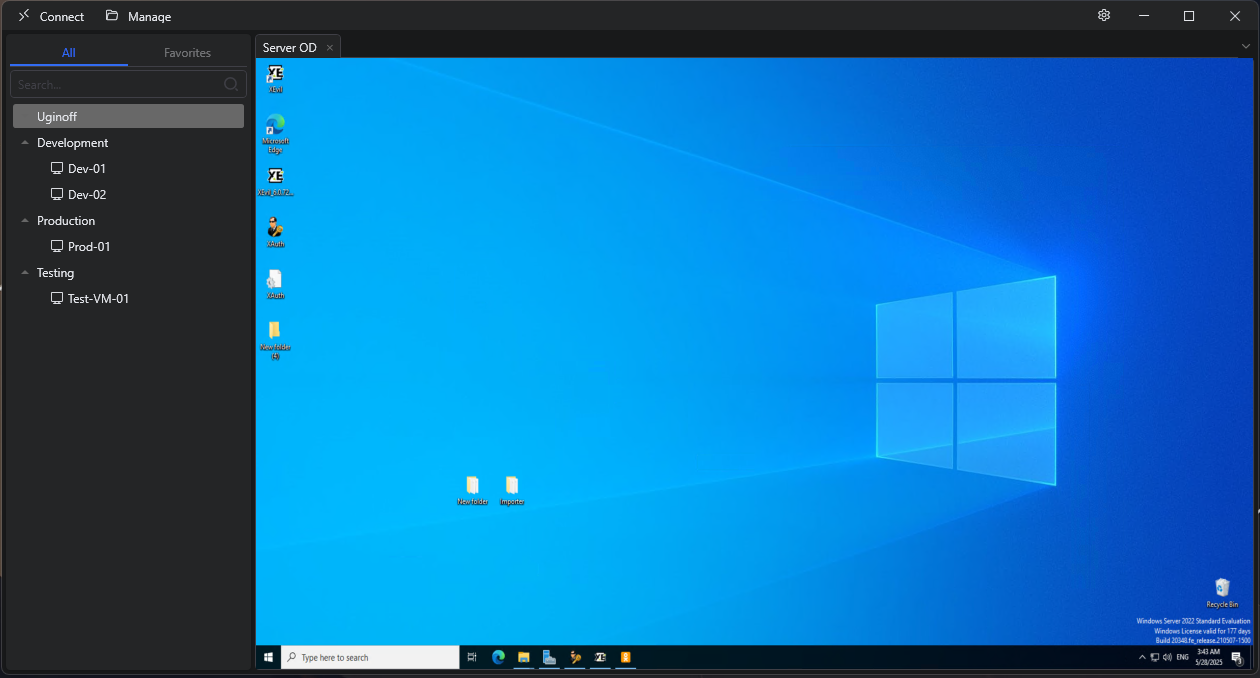 Connect
Manage
All
Favorites
Search...
Uginoff
Development
Dev-01
Dev-02
Production
Prod-01
Testing
Test-VM-01
Server OD
XEni
Microsoft
Edge
XAuth
XAuth
New folder
(4)
New folder
Importer
Recycle Bin
Windows Server 2022 Standard Evaluation
Windows License valid for 177 days
Build 20348.fe_release.210507-1500
Type here to search
ENG
3:43 AM
5/28/2025